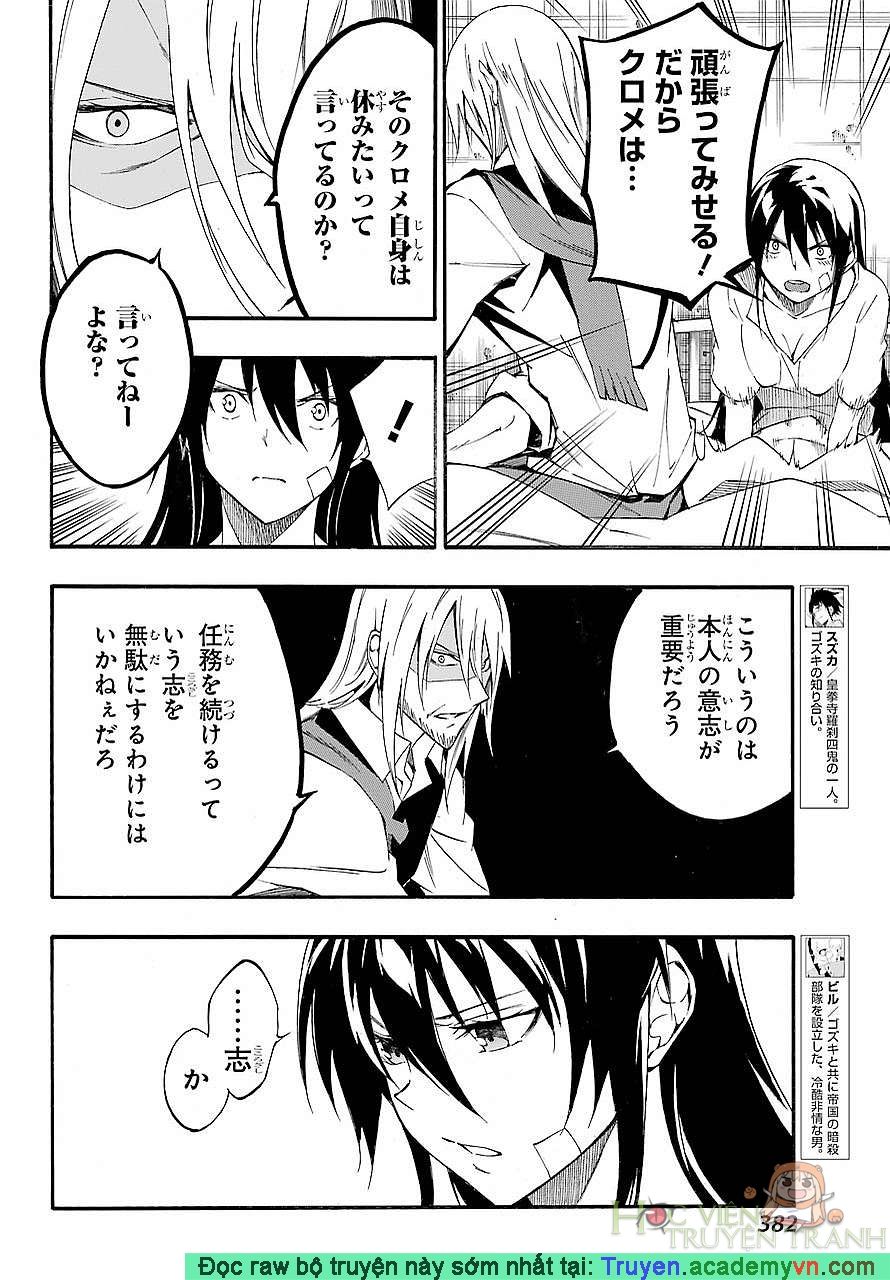 頑張ってみせる!
だから
クロメは…
そのクロメ自身は
休みたいって
言ってるのか?
!
言ってねー
よな?
こういうのは
本人の意志が
重要だろう
任務を続けるって
いう志を
無駄にするわけには
いかねぇだろ
スズカ/皇拳寺羅刹四鬼の一人。
ゴズキの知り合い。
……志
か
ビル/ゴズキと共に帝国の暗殺
部隊を設立した、冷酷非情な男。
382
HỌC VIỆN
TRUYỆN TRANH
Đọc raw bộ truyện này sớm nhất tại: Truyen.academyvn.com